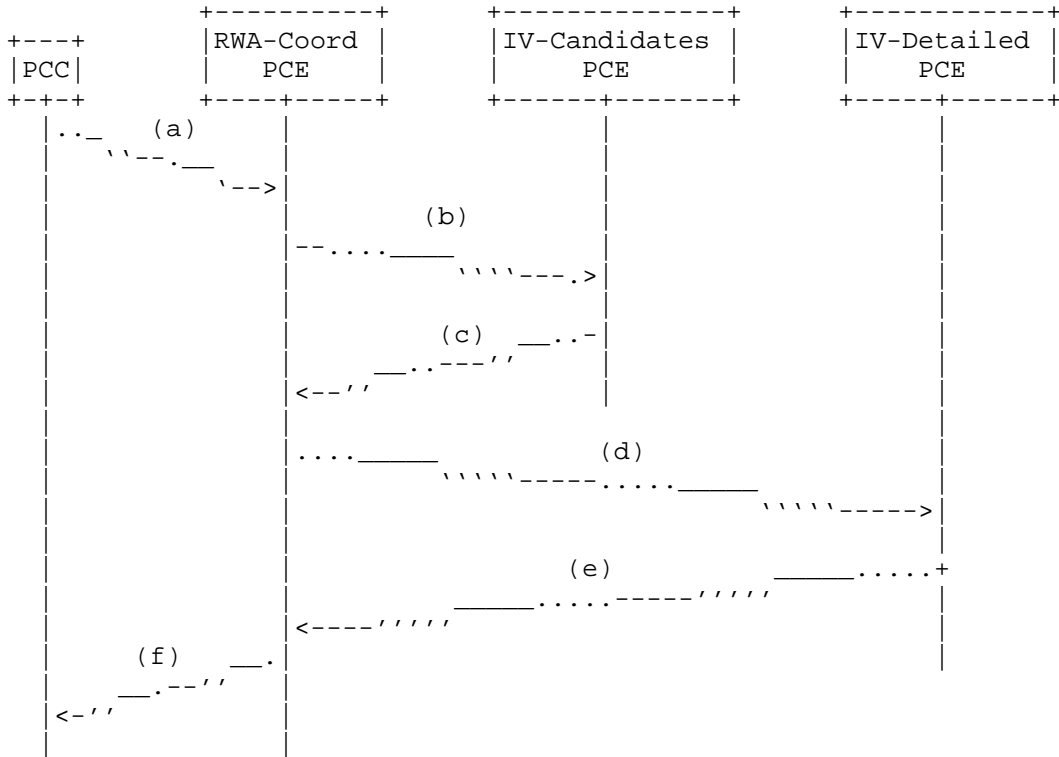 RWA-Coord IV-Candidates IV-Detailed
PCC PCE PCE PCE
(a)
(b)
(c)
(d)
(e)
(f)